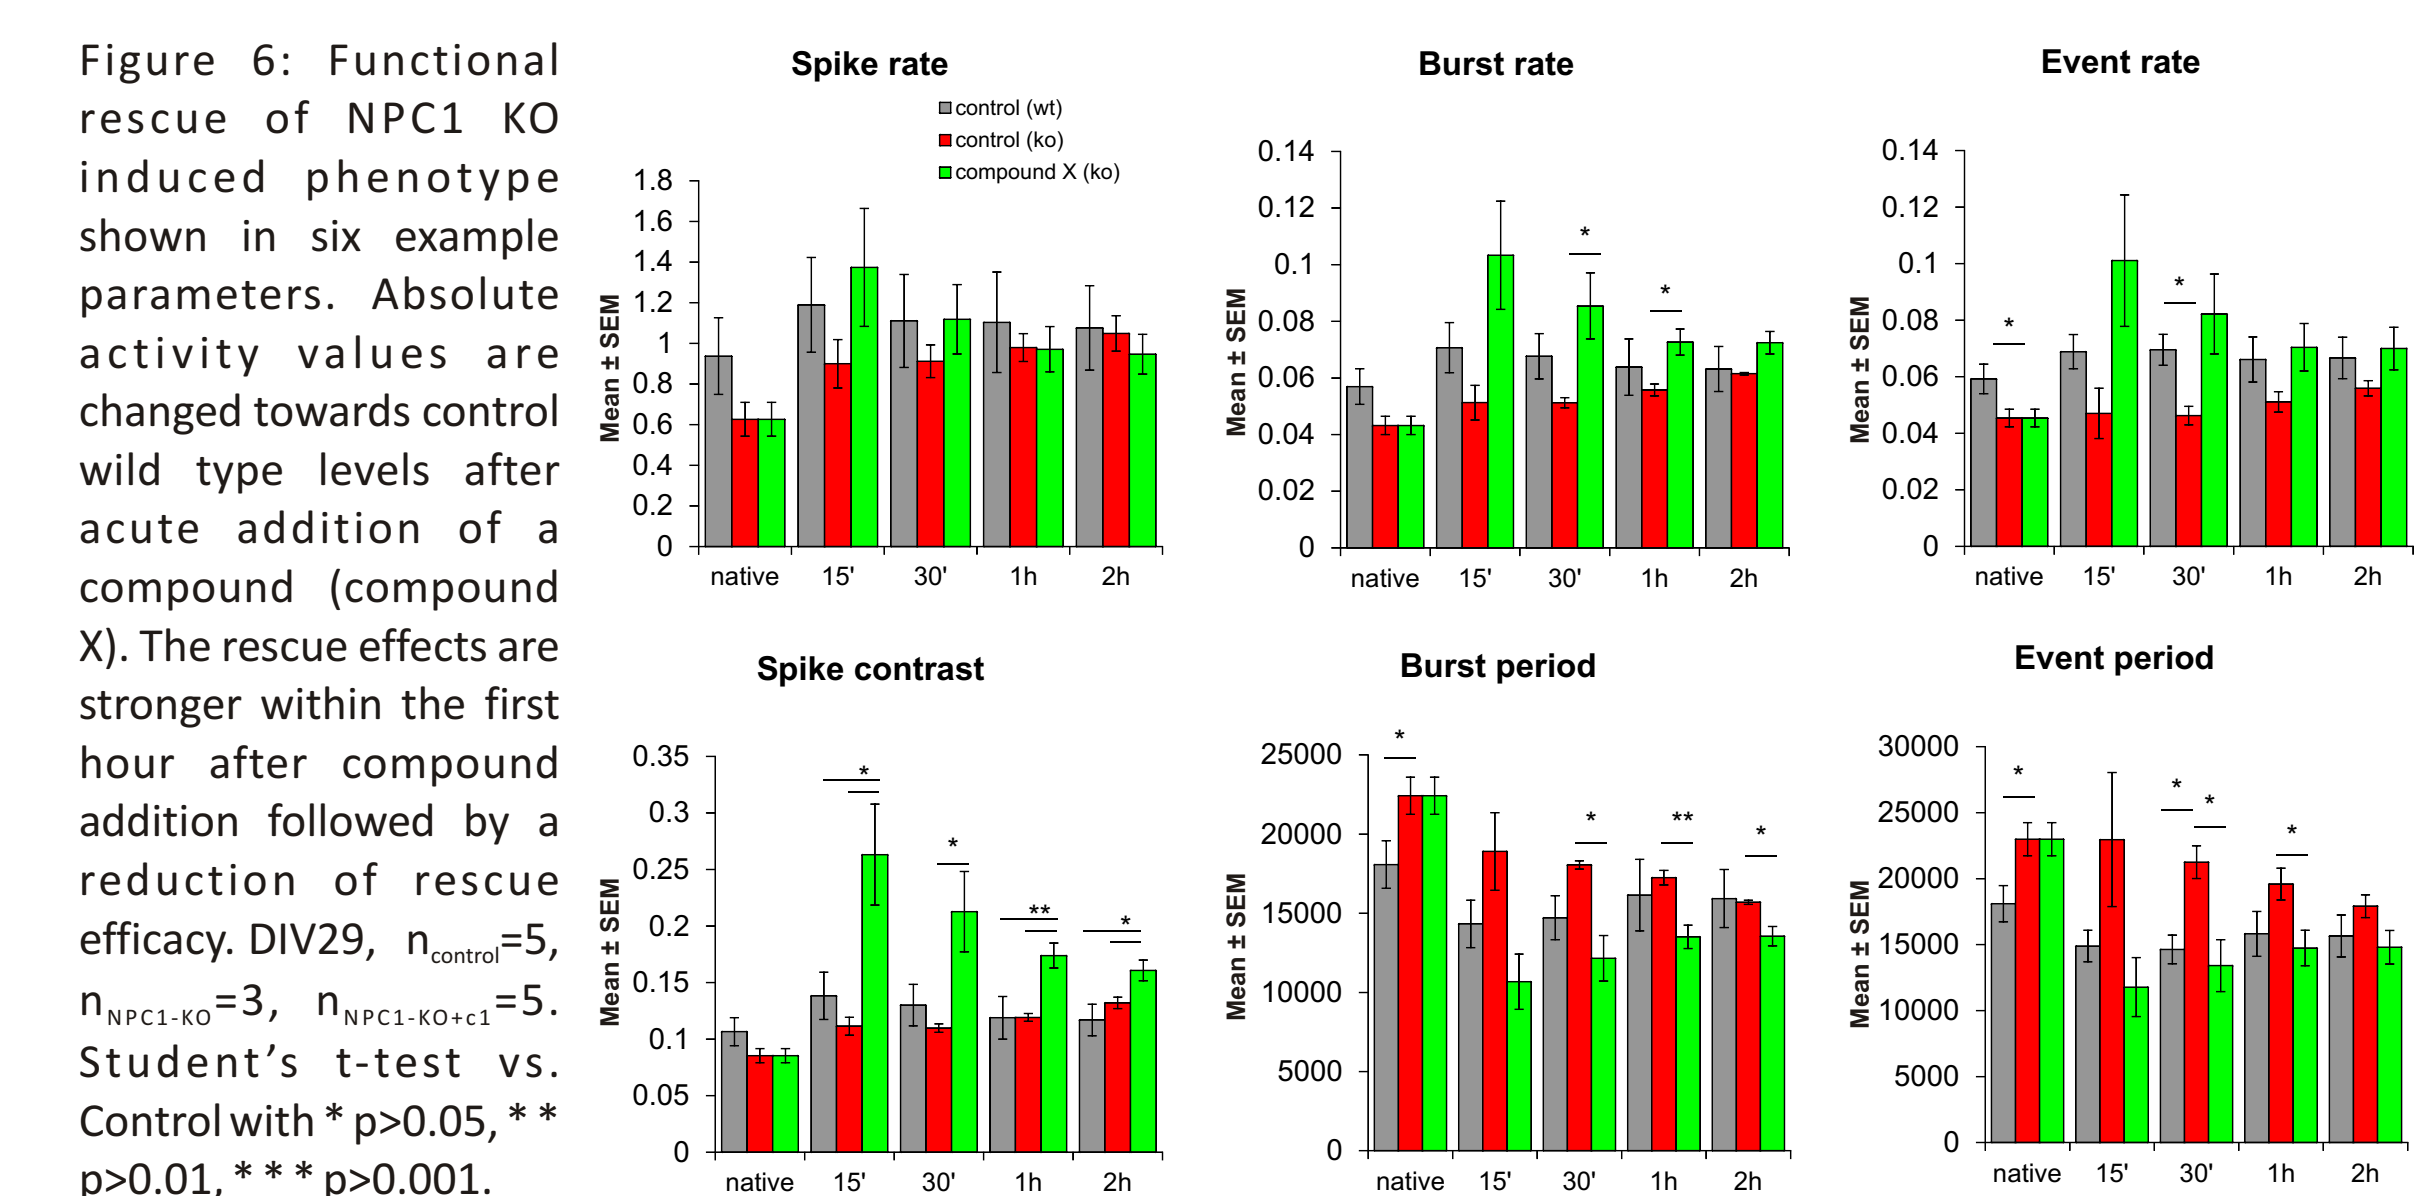 Figure 6: Functional
rescue of NPC1 KO
induced phenotype
shown in six example
parameters. Absolute
activity values are
changed towards control
wild type levels after
acute addition of a
compound (compound
X). The rescue effects are
stronger within the first
hour after compound
addition followed by a
reduction of rescue
efficacy. DIV29, ncontrol=5,
nNPC1-KO=3, nNPC1-KO+c1=5.
Student's t-test vs.
Control with * p>0.05, * *
p>0.01, * * * p>0.001.
Spike rate
control (wt)
control (ko)
compound X (ko)
Mean ± SEM
1.8
1.6
1.4
1.2
1
0.8
0.6
0.4
0.2
0
native 15' 30' 1h 2h
Burst rate
Mean ± SEM
0.14
0.12
0.1
0.08
0.06
0.04
0.02
0
* *
native 15' 30' 1h 2h
Event rate
Mean ± SEM
0.14
0.12
0.1
0.08
0.06
0.04
0.02
0
* *
native 15' 30' 1h 2h
Spike contrast
Mean ± SEM
0.35
0.3
0.25
0.2
0.15
0.1
0.05
0
* * ** *
native 15' 30' 1h 2h
Burst period
Mean ± SEM
25000
20000
15000
10000
5000
0
* * ** *
native 15' 30' 1h 2h
Event period
Mean ± SEM
30000
25000
20000
15000
10000
5000
0
* * * *
native 15' 30' 1h 2h